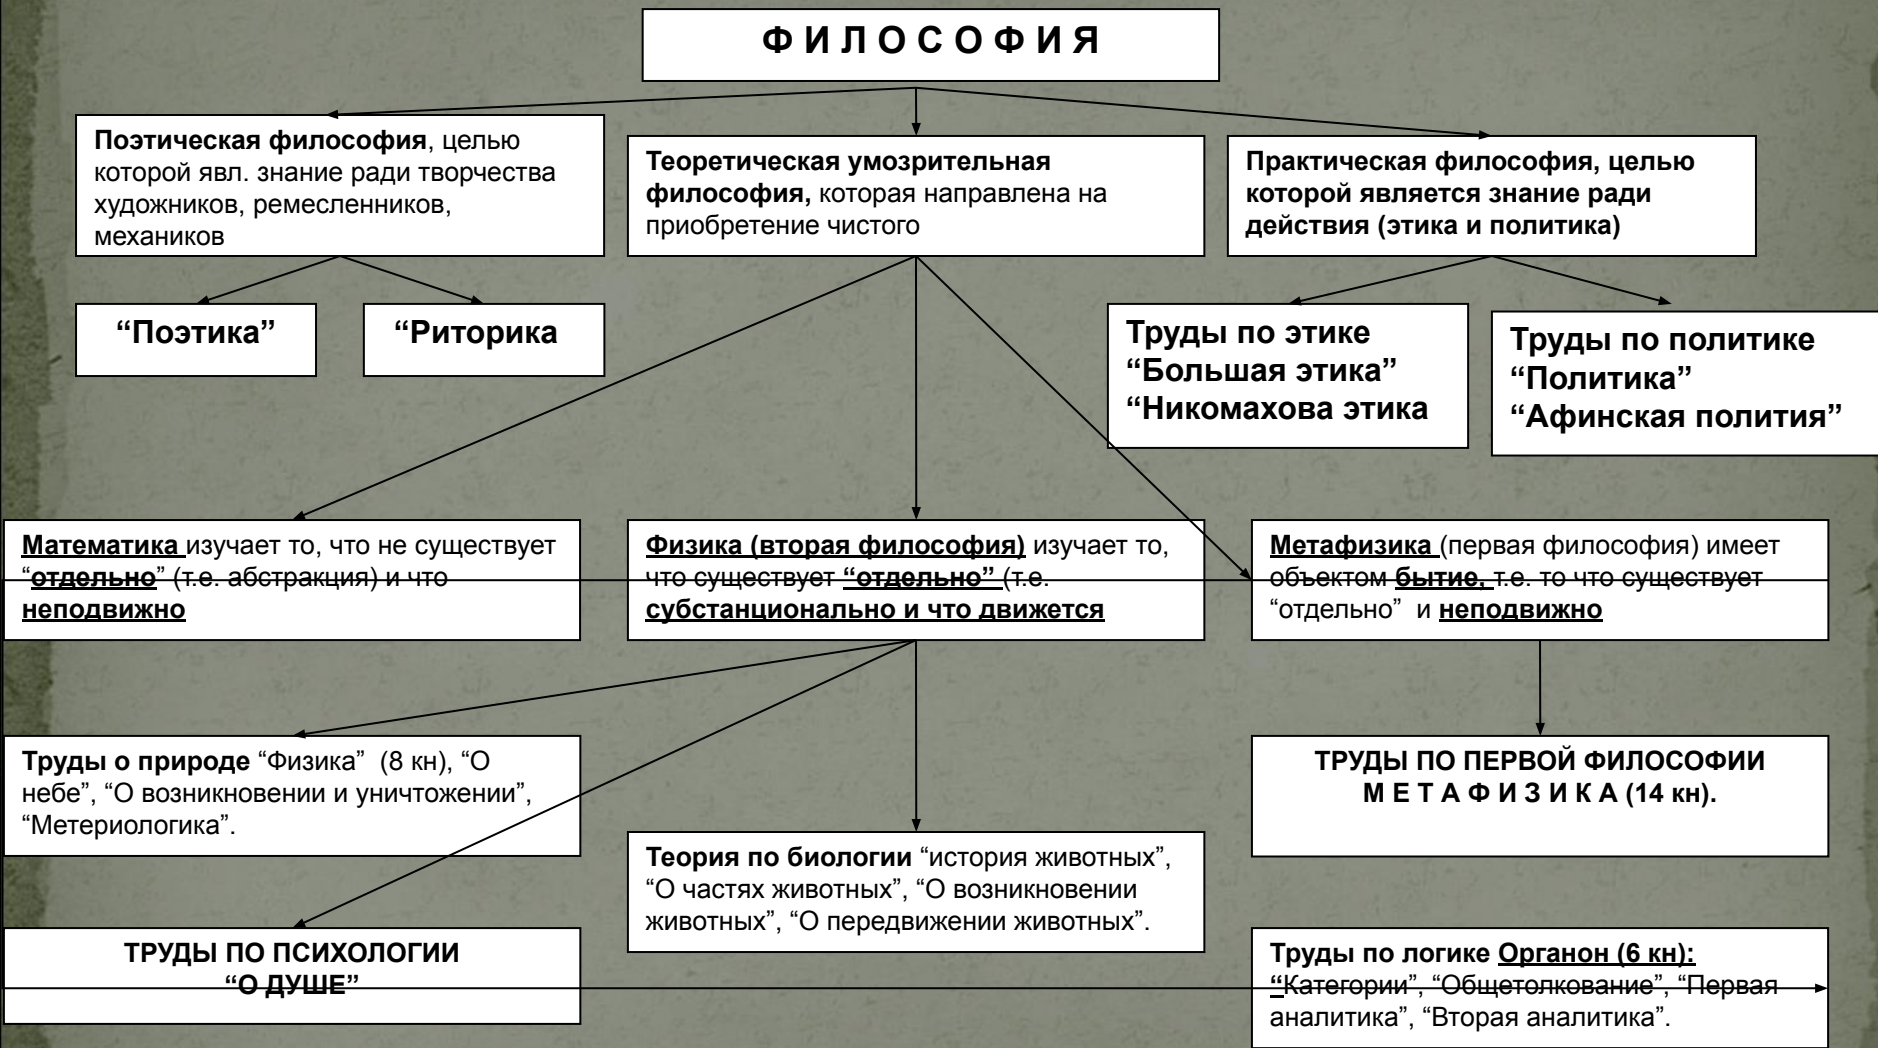 Ф И Л О С О Ф И Я
Поэтическая философия, целью
которой явл. знание ради творчества
художников, ремесленников,
механиков
Теоретическая умозрительная
философия, которая направлена на
приобретение чистого
Практическая философия, целью
которой является знание ради
действия (этика и политика)
“Поэтика”
“Риторика
Труды по этике
“Большая этика”
“Никомахова этика
Труды по политике
“Политика”
“Афинская полития”
Математика изучает то, что не существует
“отдельно” (т.е. абстракция) и что
неподвижно
Физика (вторая философия) изучает то,
что существует “отдельно” (т.е.
субстанционально и что движется
Метафизика (первая философия) имеет
объектом бытие, т.е. то что существует
“отдельно” и неподвижно
Труды о природе “Физика” (8 кн), “О
небе”, “О возникновении и уничтожении”,
“Метериологика”.
ТРУДЫ ПО ПЕРВОЙ ФИЛОСОФИИ
М Е Т А Ф И З И К А (14 кн).
Теория по биологии “история животных”,
“О частях животных”, “О возникновении
животных”, “О передвижении животных”.
ТРУДЫ ПО ПСИХОЛОГИИ
“О ДУШЕ”
Труды по логике Органон (6 кн):
“Категории”, “Общетолкование”, “Первая
аналитика”, “Вторая аналитика”.